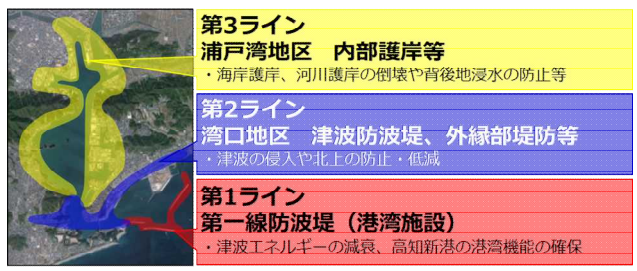 第3ライン
浦戸湾地区　内部護岸等
・海岸護岸、河川護岸の倒壊や背後地浸水の防止等
第2ライン
湾口地区　津波防波堤、外縁部堤防等
・津波の侵入や北上の防止・低減
第1ライン
第一線防波堤（港湾施設）
・津波エネルギーの減衰、高知新港の港湾機能の確保